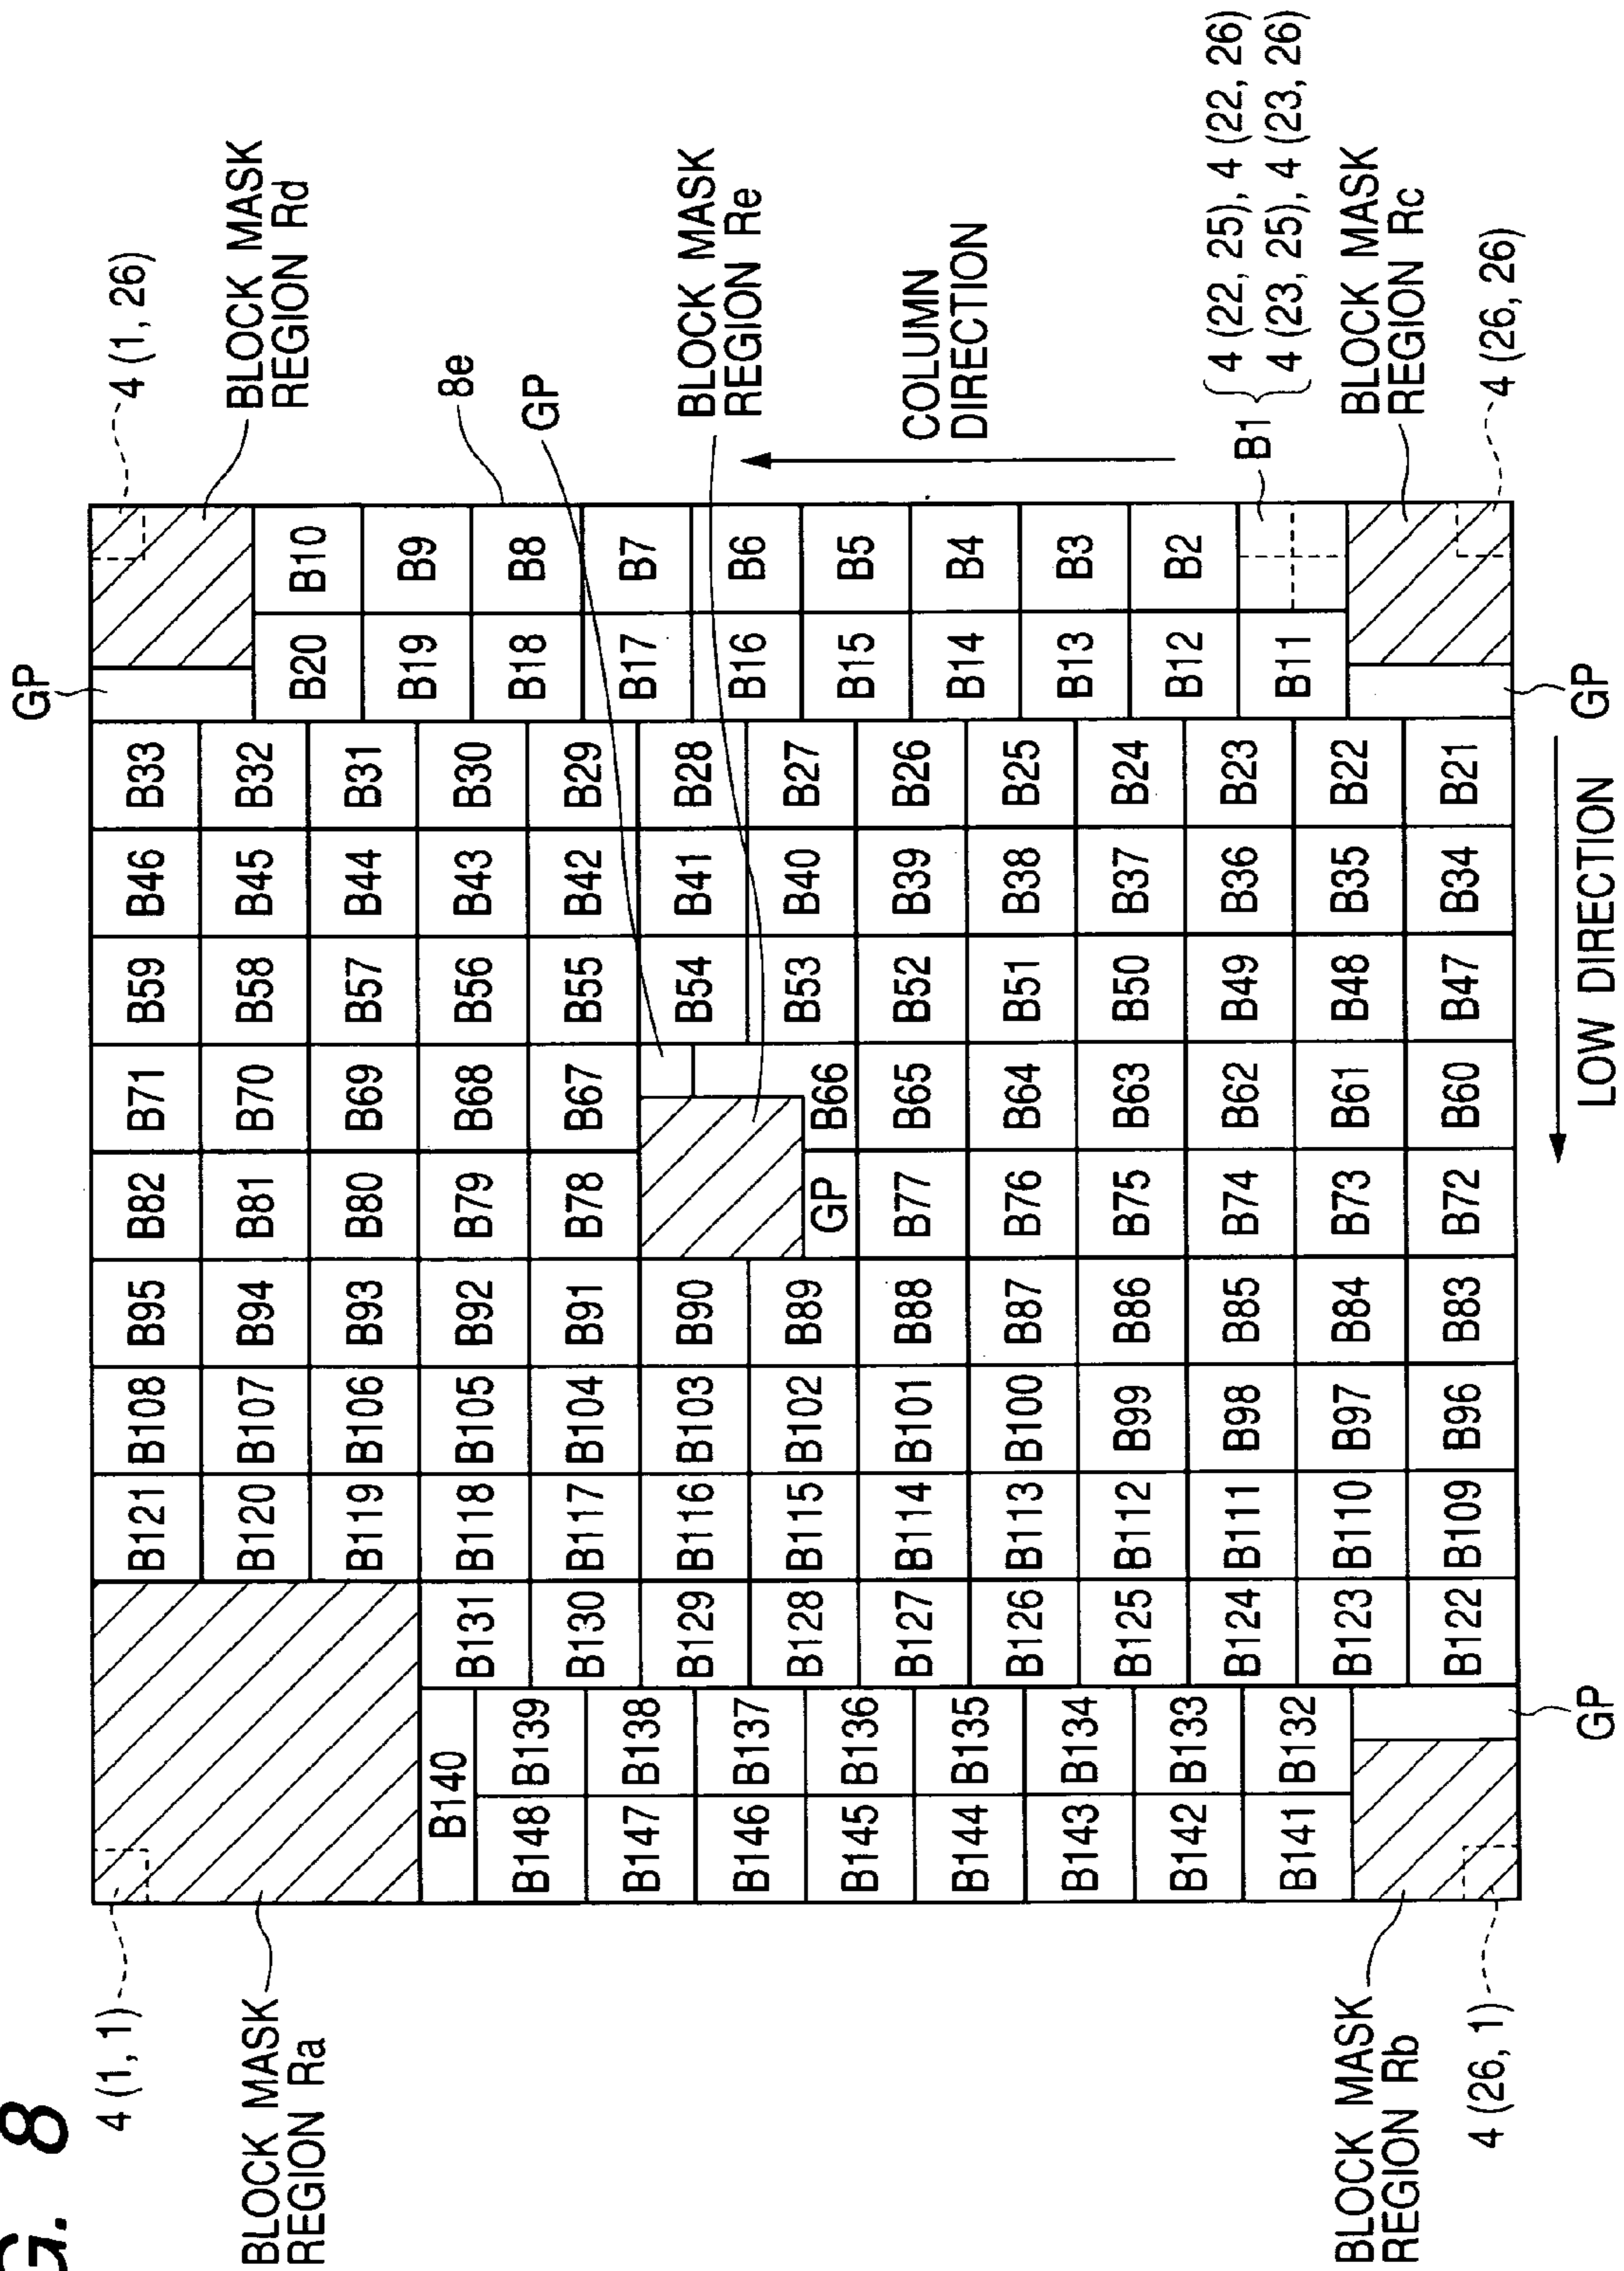 G. 8
GP
4 (1, 1)
4 (1, 26)
BLOCK MASK
REGION Ra
BLOCK MASK
REGION Rd
B121 B108 B95 B82 B71 B59 B46 B33
B120 B107 B94 B81 B70 B58 B45 B32
B20 B10
B119 B106 B93 B80 B69 B57 B44 B31
B19 B9
B140
B131 B118 B105 B92 B79 B68 B56 B43 B30
8e
B148 B139
B18 B8
GP
B130 B117 B104 B91 B78 B67 B55 B42 B29
B147 B138
B17 B7
B129 B116 B103 B90 B54 B41 B28
BLOCK MASK
REGION Re
B146 B137
B16 B6
B128 B115 B102 B89 B53 B40 B27
GP B66
B145 B136
B15 B5
B127 B114 B101 B88 B77 B65 B52 B39 B26
COLUMN
DIRECTION
B144 B135
B14 B4
B126 B113 B100 B87 B76 B64 B51 B38 B25
B143 B134
B13 B3
B125 B112 B99 B86 B75 B63 B50 B37 B24
B142 B133
B12 B2
B124 B111 B98 B85 B74 B62 B49 B36 B23
B1
4 (22, 25), 4 (22, 26)
4 (23, 25), 4 (23, 26)
B141 B132
B11
B123 B110 B97 B84 B73 B61 B48 B35 B22
BLOCK MASK
REGION Rb
BLOCK MASK
REGION Rc
B122 B109 B96 B83 B72 B60 B47 B34 B21
4 (26, 1)
4 (26, 26)
GP
GP
LOW DIRECTION